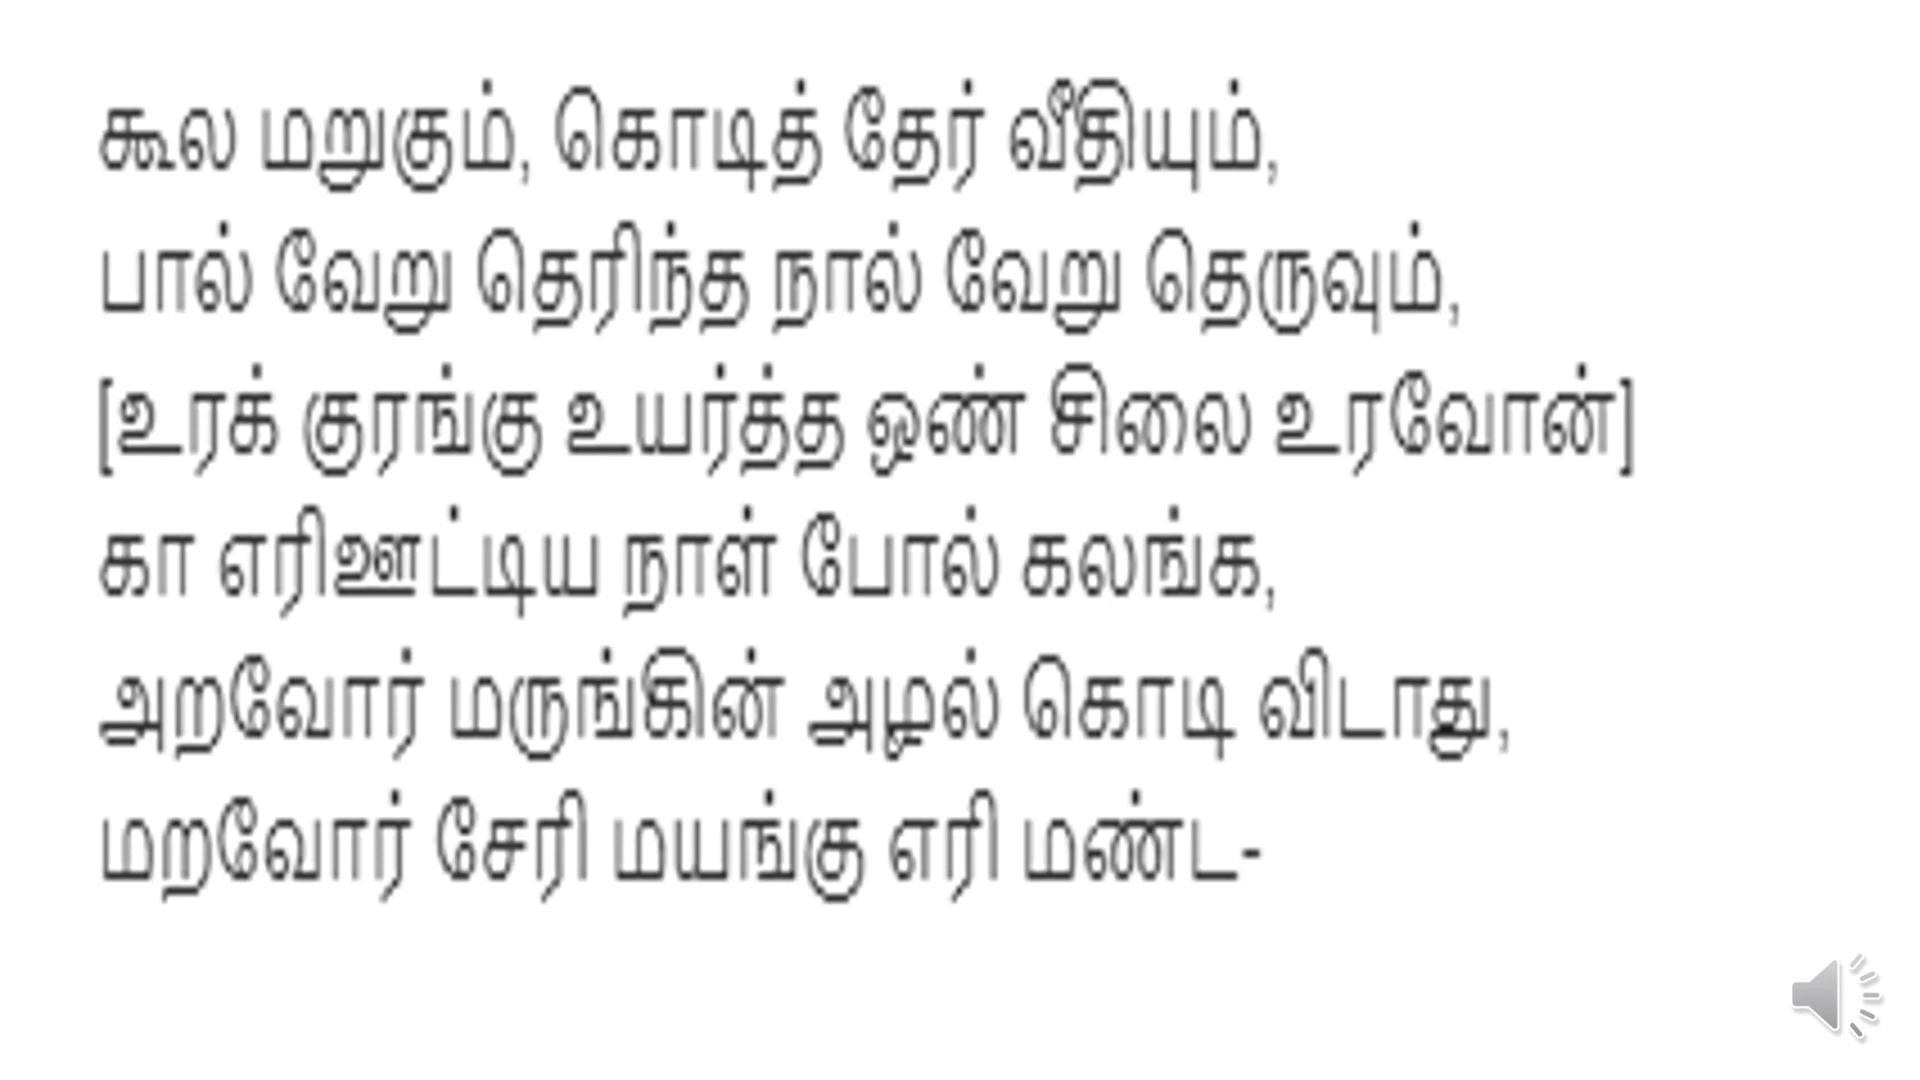 கூல மறுகும், கொடித் தேர் வீதியும்,
பால் வேறு தெரிந்த நால் வேறு தெருவும்,
[உரக் குரங்கு உயர்த்த ஒண் சிலை உரவோன்]
கா எரிஊட்டிய நாள் போல் கலங்க,
அறவோர் மருங்கின் அழல் கொடி விடாது,
மறவோர் சேரி மயங்கு எரி மண்ட-